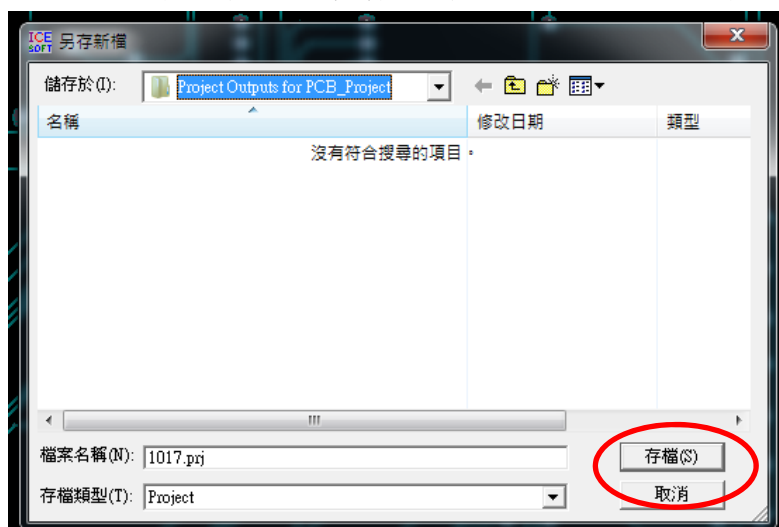 ICE SOFT 另存新檔
儲存於(I): Project Outputs for PCB_Project
名稱 修改日期 類型
沒有符合搜尋的項目。
檔案名稱(N): 1017.prj 存檔(S)
存檔類型(T): Project 取消